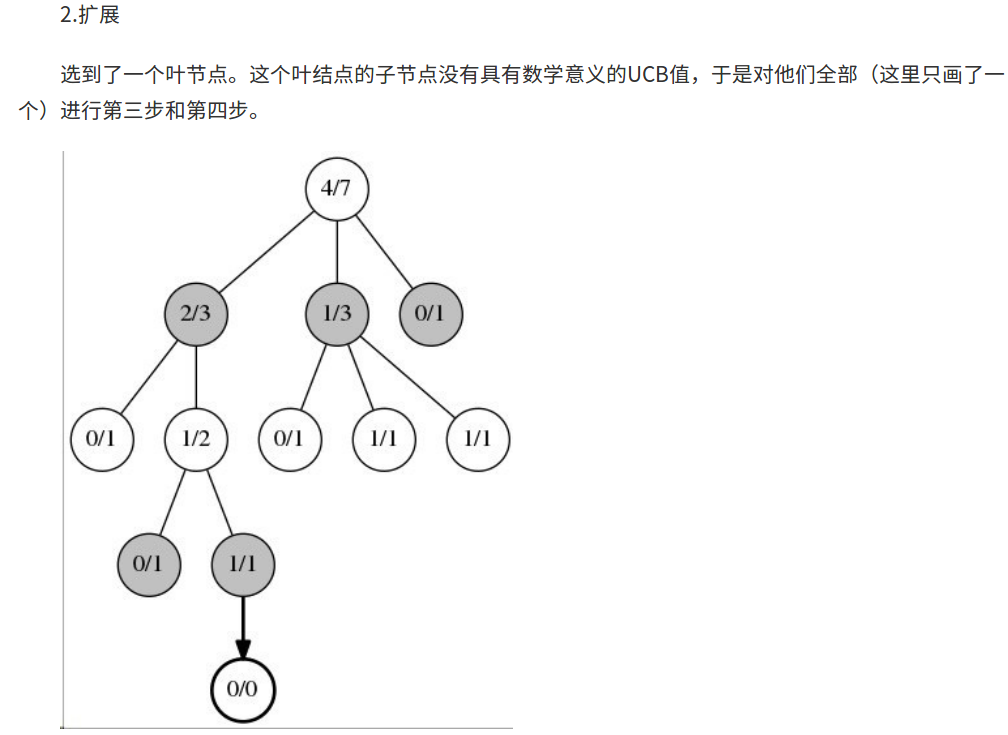 2.扩展
选到了一个叶节点。这个叶结点的子节点没有具有数学意义的UCB值，于是对他们全部（这里只画了一
个）进行第三步和第四步。
4/7
2/3 1/3 0/1
0/1 1/2 0/1 1/1 1/1
0/1 1/1
0/0